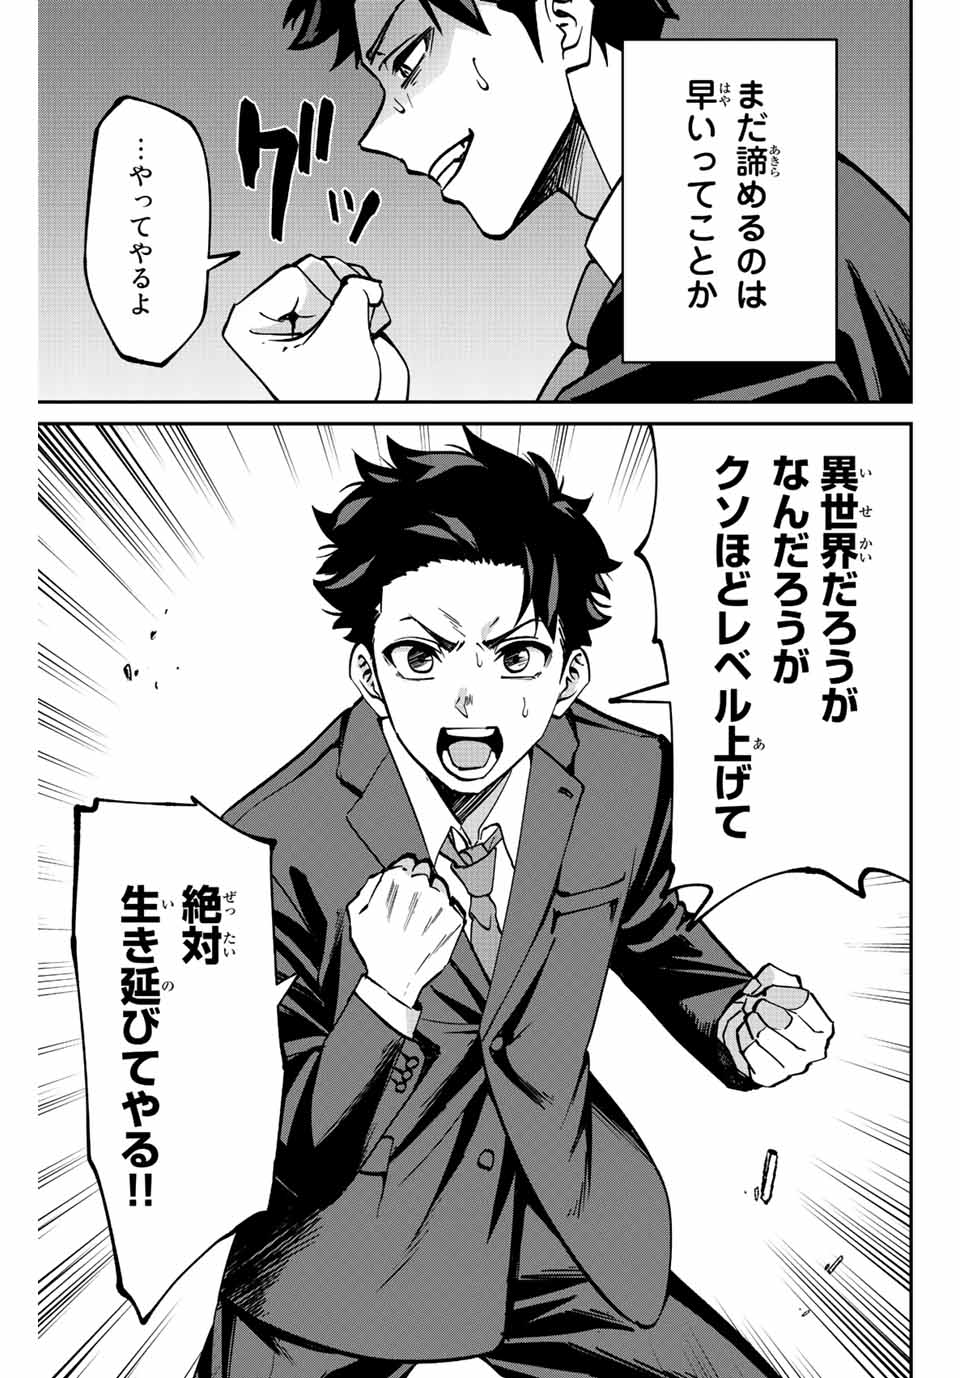 まだ諦めるのは
早いってことか
グッ
…やってやるよ
異世界だろうが
なんだろうが
クソほどレベル上げて
絶対
生き延びてやる!!